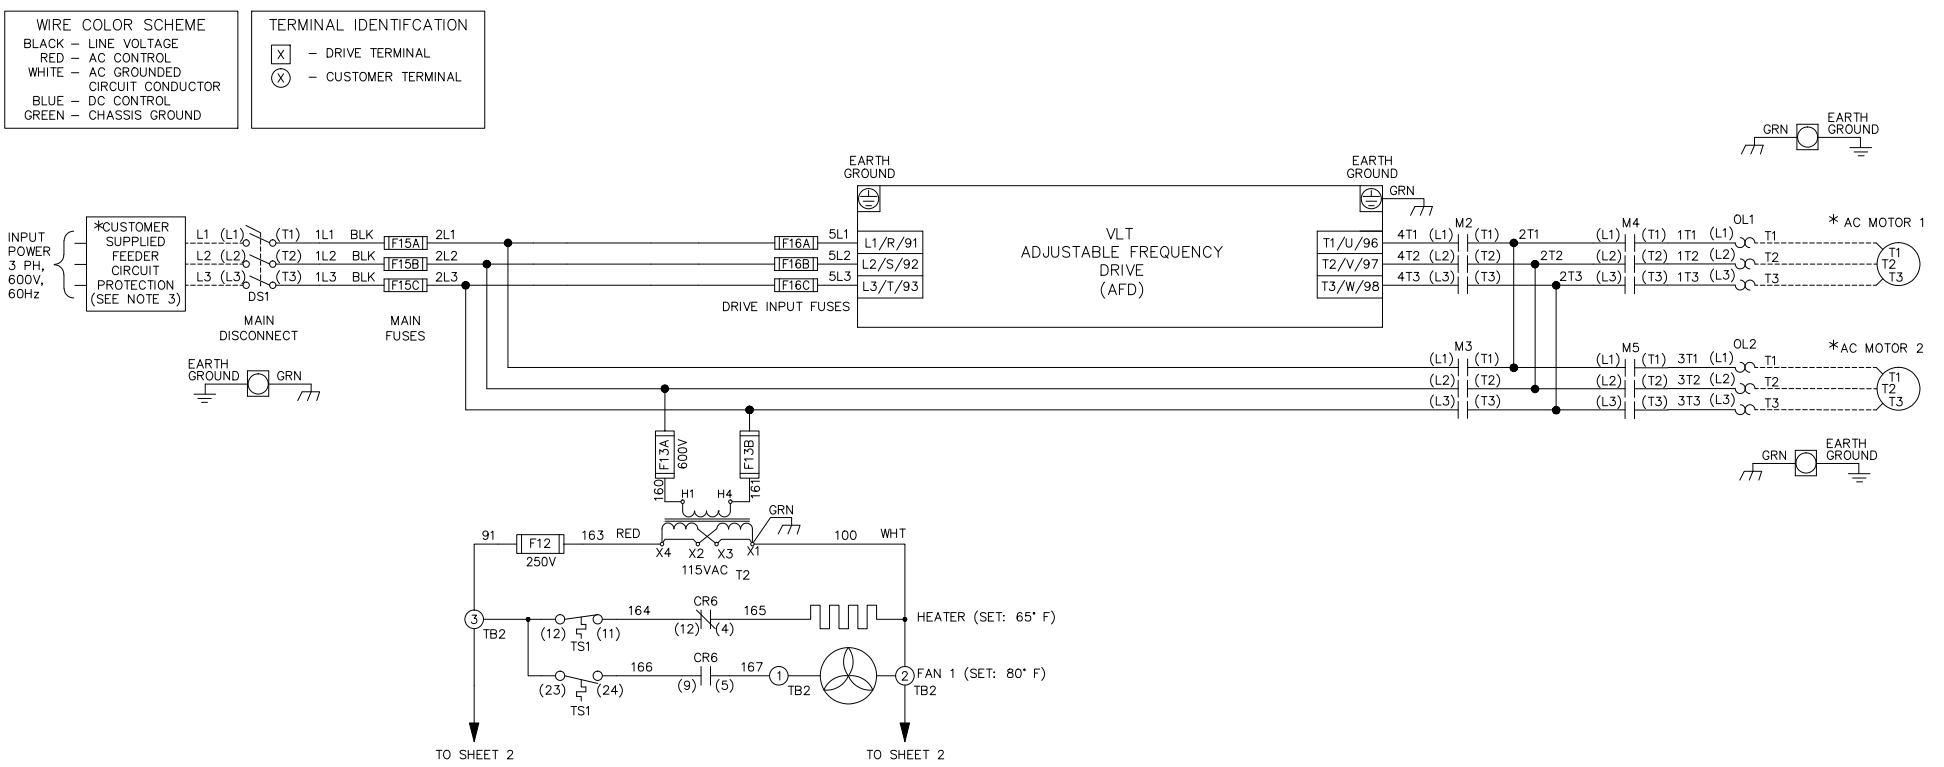 WIRE COLOR SCHEME
BLACK – LINE VOLTAGE
RED – AC CONTROL
WHITE – AC GROUNDED
CIRCUIT CONDUCTOR
BLUE – DC CONTROL
GREEN – CHASSIS GROUND
TERMINAL IDENTIFCATION
X – DRIVE TERMINAL
X – CUSTOMER TERMINAL
EARTH
GROUND
GRN
EARTH
GROUND
EARTH
GROUND
GRN
INPUT
POWER
3 PH,
600V,
60Hz
*CUSTOMER
SUPPLIED
FEEDER
CIRCUIT
PROTECTION
(SEE NOTE 3)
L1 (L1) (T1) 1L1 BLK F15A 2L1
L2 (L2) (T2) 1L2 BLK F15B 2L2
L3 (L3) (T3) 1L3 BLK F15C 2L3
DS1
MAIN
DISCONNECT
MAIN
FUSES
F16A 5L1 L1/R/91
F16B 5L2 L2/S/92
F16C 5L3 L3/T/93
DRIVE INPUT FUSES
VLT
ADJUSTABLE FREQUENCY
DRIVE
(AFD)
T1/U/96 4T1 (L1) M2 (T1) 2T1 (L1) M4 (T1) 1T1 (L1) OL1 T1
T2/V/97 4T2 (L2) (T2) 2T2 (L2) (T2) 1T2 (L2) T2
T3/W/98 4T3 (L3) (T3) 2T3 (L3) (T3) 1T3 (L3) T3
* AC MOTOR 1
T1
T2
T3
EARTH
GROUND
GRN
(L1) M3 (T1) (L1) M5 (T1) 3T1 (L1) OL2 T1
(L2) (T2) (L2) (T2) 3T2 (L2) T2
(L3) (T3) (L3) (T3) 3T3 (L3) T3
*AC MOTOR 2
T1
T2
T3
GRN
EARTH
GROUND
F13A
600V
F13B
160
161
H1 H4
GRN
91 F12 163 RED
250V
X4 X2 X3 X1
100 WHT
115VAC T2
3
TB2
(12) (11)
TS1
164
CR6
(12) (4)
165
HEATER (SET: 65° F)
(23) (24)
TS1
166
CR6
(9) (5)
167
1
TB2
2
TB2
FAN 1 (SET: 80° F)
TO SHEET 2
TO SHEET 2